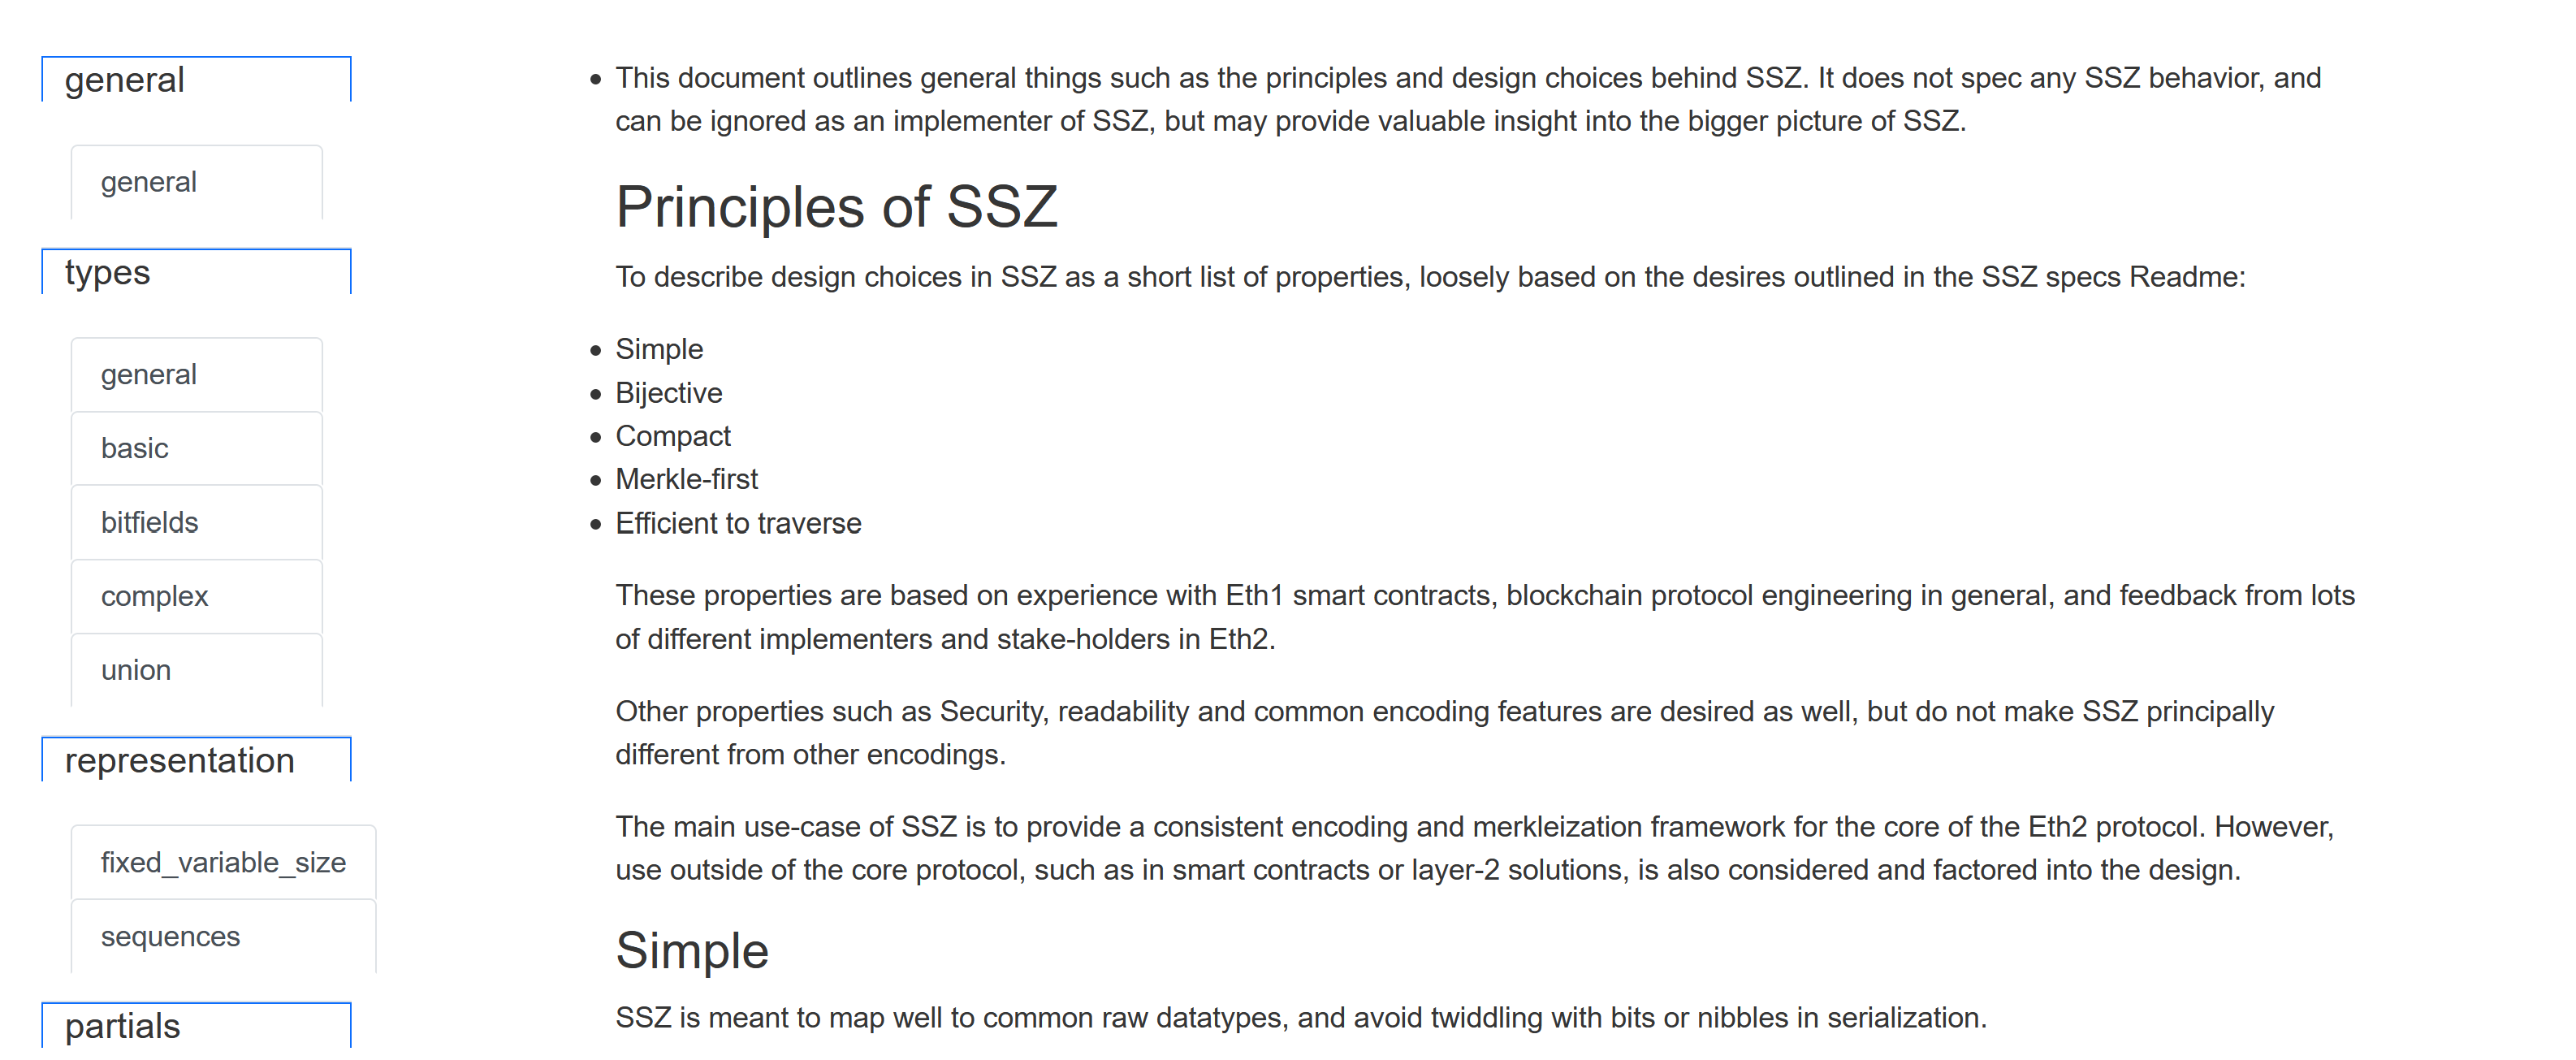 general
general
types
general
basic
bitfields
complex
union
representation
fixed_variable_size
sequences
partials
This document outlines general things such as the principles and design choices behind SSZ. It does not spec any SSZ behavior, and
can be ignored as an implementer of SSZ, but may provide valuable insight into the bigger picture of SSZ.
Principles of SSZ
To describe design choices in SSZ as a short list of properties, loosely based on the desires outlined in the SSZ specs Readme:
Simple
Bijective
Compact
Merkle-first
Efficient to traverse
These properties are based on experience with Eth1 smart contracts, blockchain protocol engineering in general, and feedback from lots
of different implementers and stake-holders in Eth2.
Other properties such as Security, readability and common encoding features are desired as well, but do not make SSZ principally
different from other encodings.
The main use-case of SSZ is to provide a consistent encoding and merkleization framework for the core of the Eth2 protocol. However,
use outside of the core protocol, such as in smart contracts or layer-2 solutions, is also considered and factored into the design.
Simple
SSZ is meant to map well to common raw datatypes, and avoid twiddling with bits or nibbles in serialization.